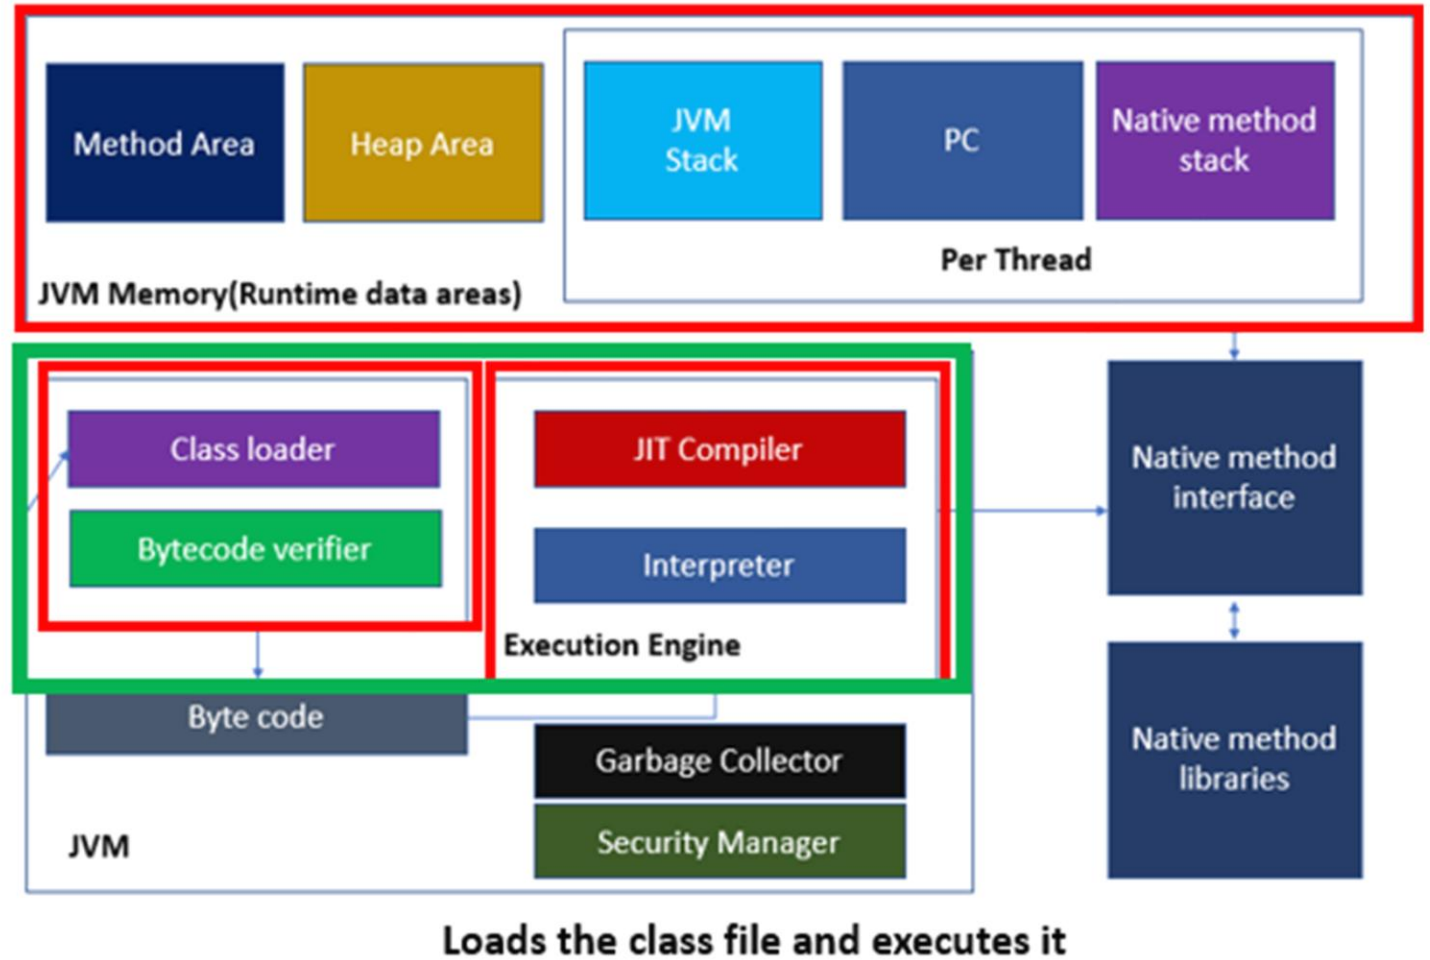 Method Area
Heap Area
JVM
Stack
PC
Native method
stack
Per Thread
JVM Memory(Runtime data areas)
Class loader
Bytecode verifier
JIT Compiler
Interpreter
Execution Engine
Native method
interface
Byte code
Garbage Collector
Security Manager
JVM
Native method
libraries
Loads the class file and executes it